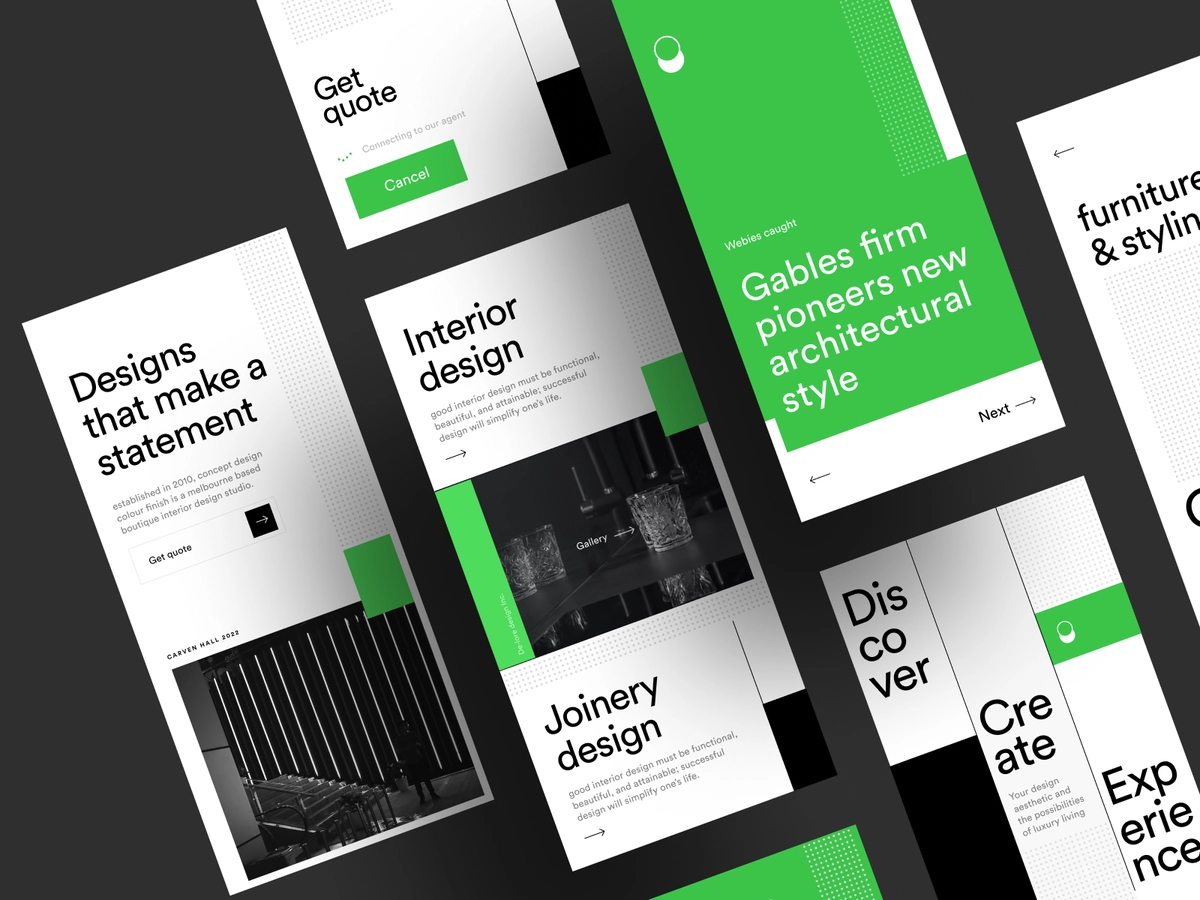 Get
quote
Connecting to our agent
Cancel
Designs
that make a
statement
established in 2010, concept design
colour finish is a melbourne based
boutique interior design studio.
Get quote
CARVEN HALL 2022
Interior
design
good interior design must be functional,
beautiful, and attainable; successful
design will simplify one's life.
Gallery
De-lore design Inc.
Joinery
design
good interior design must be functional,
beautiful, and attainable; successful
design will simplify one's life.
Webies caught
Gables firm
pioneers new
architectural
style
Next
furniture
& stylin
Dis
co
ver
Cre
ate
Your design
aesthetic and
the possibilities
of luxury living
Exp
erie
nce